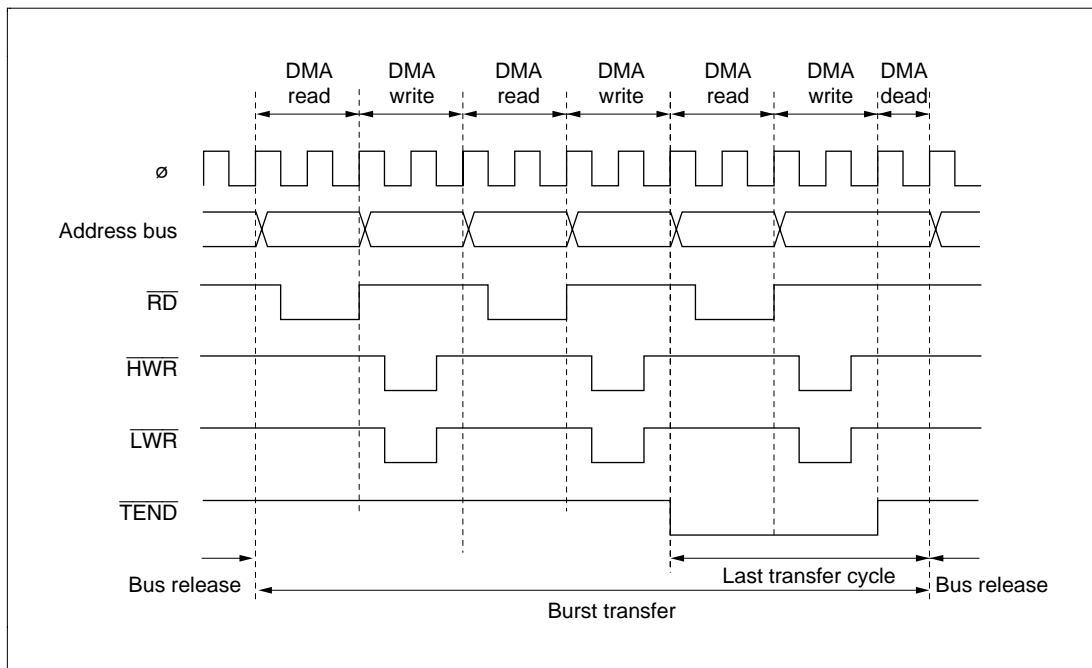 DMA read
DMA write
DMA read
DMA write
DMA read
DMA write
DMA dead
ø
Address bus
RD
HWR
LWR
TEND
Bus release
Last transfer cycle
Bus release
Burst transfer